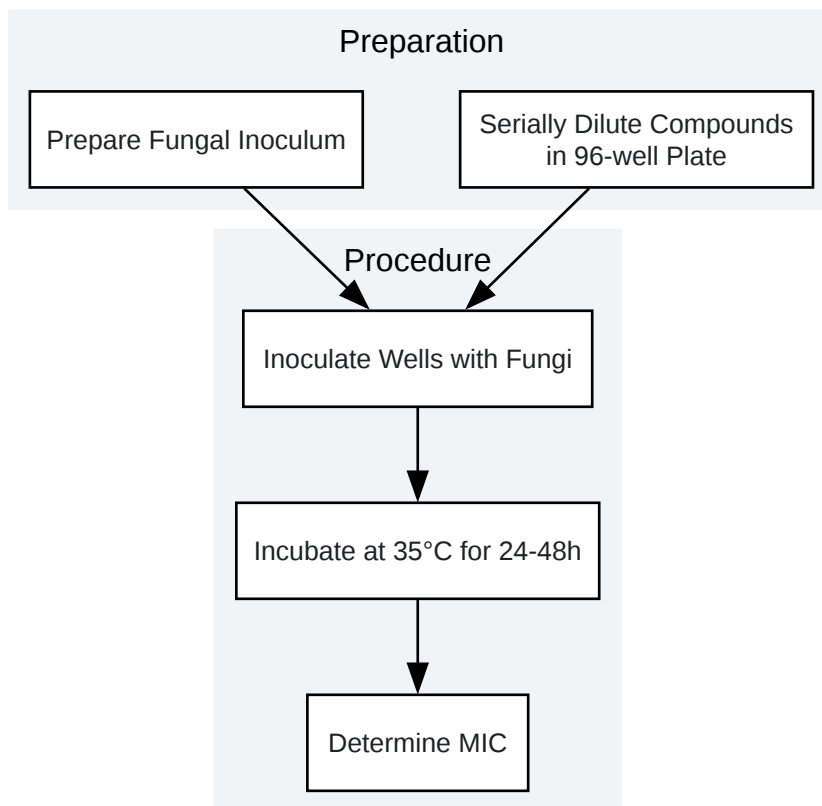 Preparation
Prepare Fungal Inoculum
Serially Dilute Compounds
in 96-well Plate
Procedure
Inoculate Wells with Fungi
Incubate at 35°C for 24-48h
Determine MIC